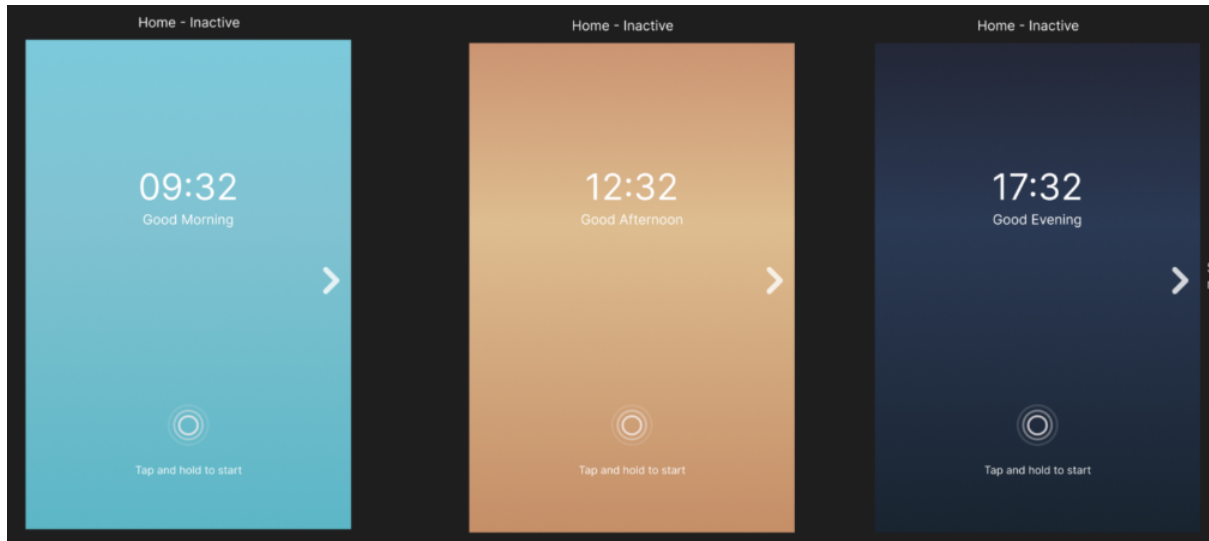 Home - Inactive
09:32
Good Morning
Tap and hold to start
Home - Inactive
12:32
Good Afternoon
Tap and hold to start
Home - Inactive
17:32
Good Evening
Tap and hold to start